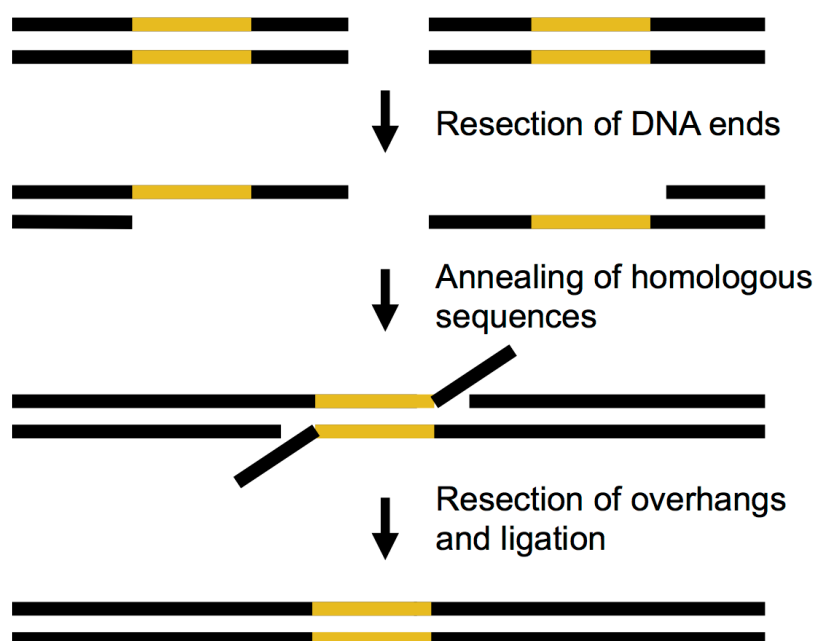 Resection of DNA ends
Annealing of homologous
sequences
Resection of overhangs
and ligation